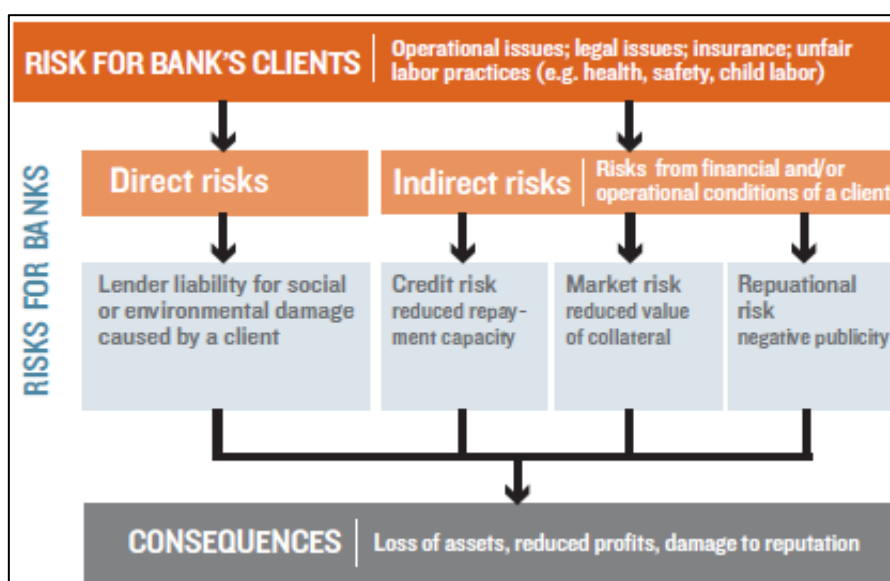 RISK FOR BANK'S CLIENTS
Operational issues; legal issues; insurance; unfair
labor practices (e.g. health, safety, child labor)
RISKS FOR BANKS
Direct risks
Indirect risks
Risks from financial and/or
operational conditions of a client
Lender liability for social
or environmental damage
caused by a client
Credit risk
reduced repay-
ment capacity
Market risk
reduced value
of collateral
Repuational
risk
negative publicity
CONSEQUENCES
Loss of assets, reduced profits, damage to reputation